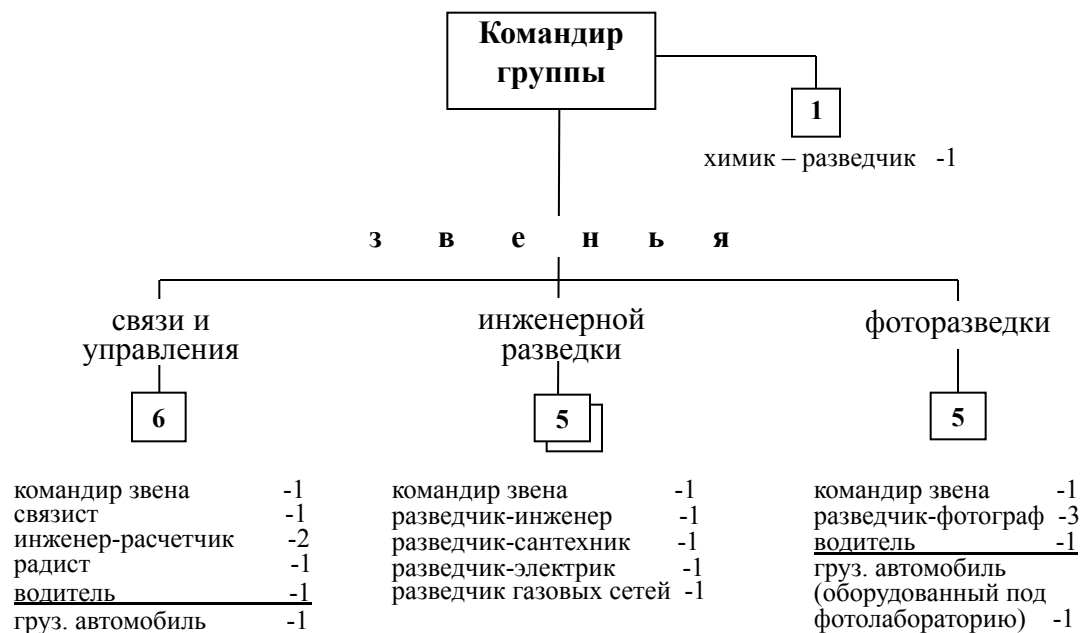 Командир
группы
1
химик – разведчик -1
з в е н ь я
связи и
управления
инженерной
разведки
фоторазведки
6
5
5
командир звена -1
связист -1
инженер-расчетчик -2
радист -1
водитель -1
груз. автомобиль -1
командир звена -1
разведчик-инженер -1
разведчик-сантехник -1
разведчик-электрик -1
разведчик газовых сетей -1
командир звена -1
разведчик-фотограф -3
водитель -1
груз. автомобиль
(оборудованный под
фотолабораторию) -1